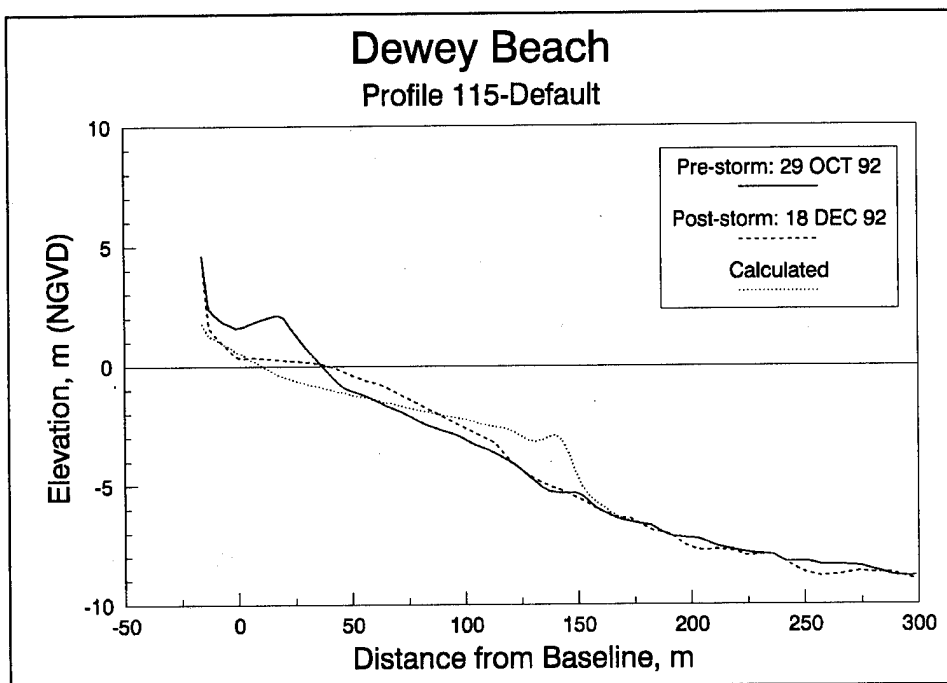 Dewey Beach
Profile 115-Default
Pre-storm: 29 OCT 92
Post-storm: 18 DEC 92
Calculated
Elevation, m (NGVD)
10
5
0
-5
-10
-50
0
50
100
150
200
250
300
Distance from Baseline, m